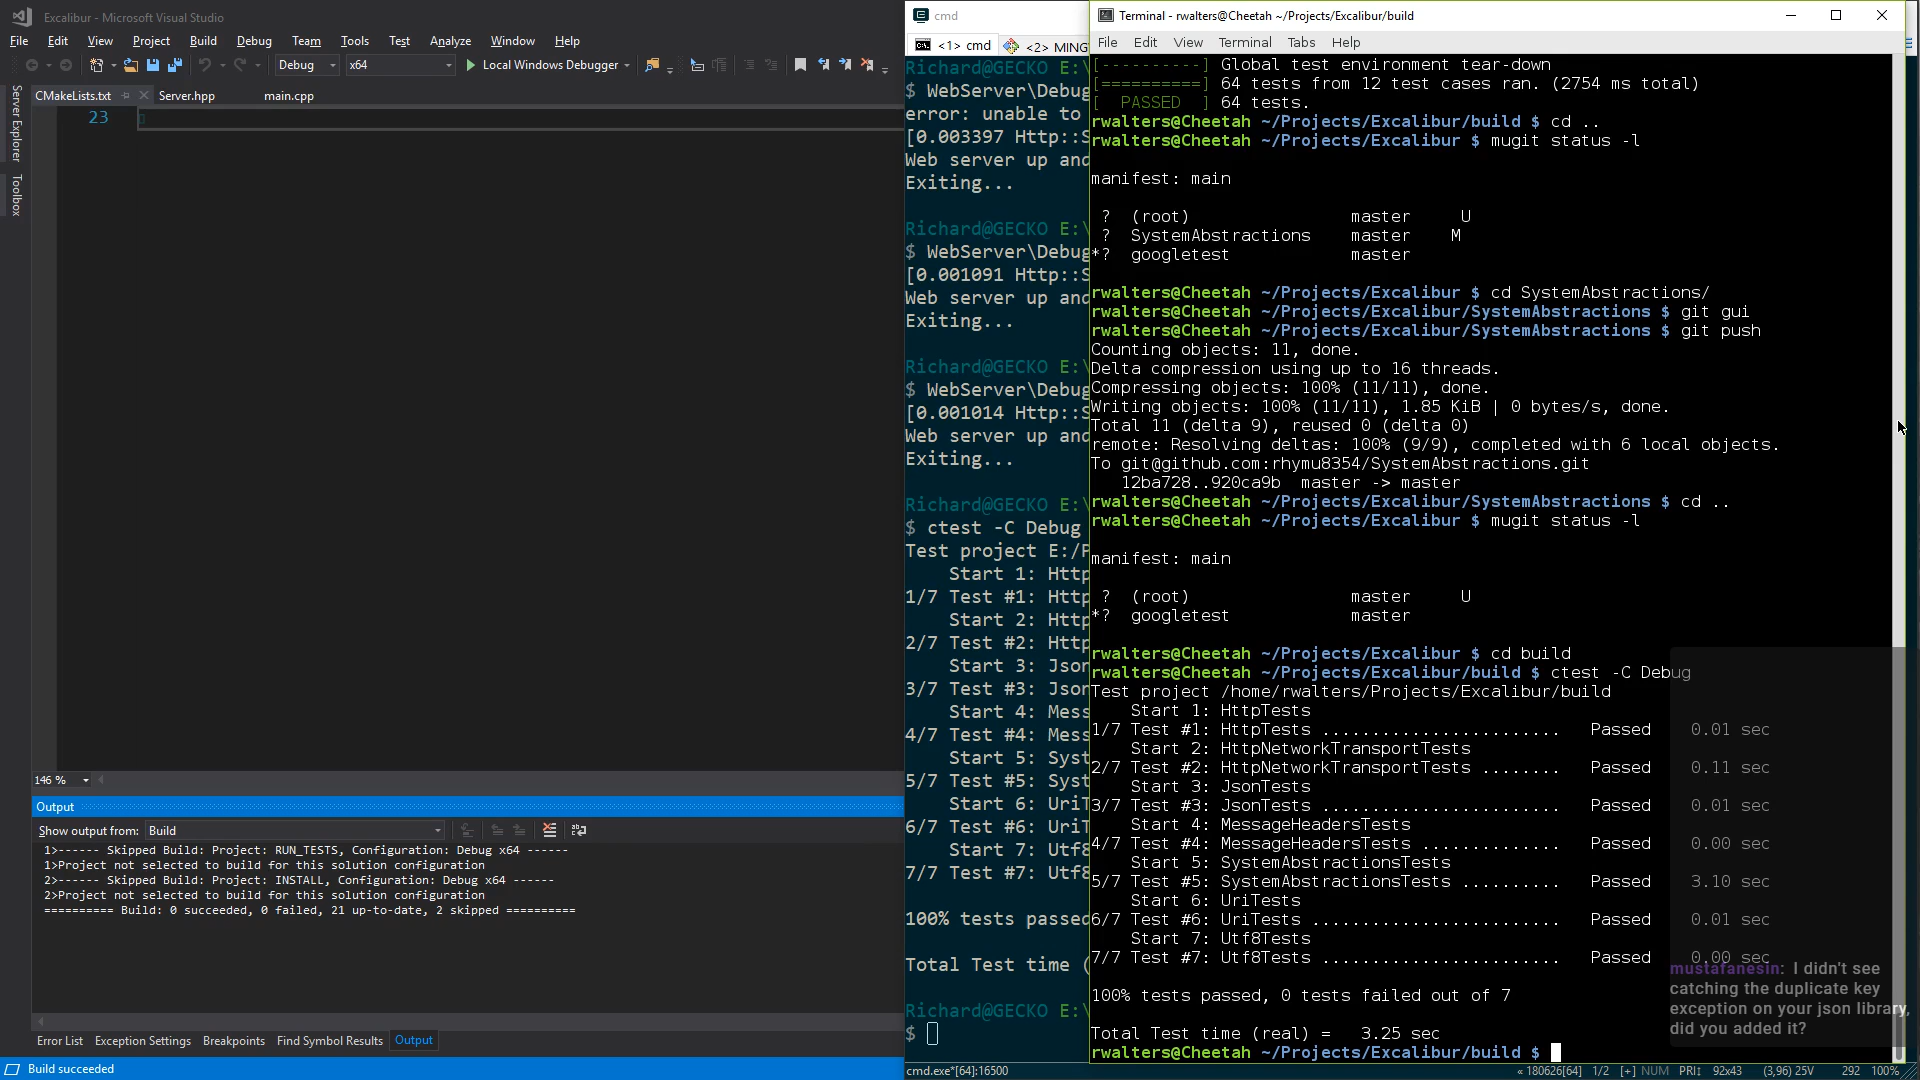 Excalibur - Microsoft Visual Studio
File Edit View Project Build Debug Team Tools Test Analyze Window Help
Debug x64 Local Windows Debugger
CMakeLists.txt Server.hpp main.cpp
23
Server Explorer
Toolbox
146 %
Output
Show output from: Build
1>------ Skipped Build: Project: RUN_TESTS, Configuration: Debug x64 ------
1>Project not selected to build for this solution configuration
2>------ Skipped Build: Project: INSTALL, Configuration: Debug x64 ------
2>Project not selected to build for this solution configuration
========== Build: 0 succeeded, 0 failed, 21 up-to-date, 2 skipped ==========
Error List Exception Settings Breakpoints Find Symbol Results Output
Build succeeded
cmd
<1> cmd <2> MING
Richard@GECKO E:\
$ WebServer\Debug
error: unable to
[0.003397 Http::S
Web server up and
Exiting...
Richard@GECKO E:\
$ WebServer\Debug
[0.001091 Http::S
Web server up and
Exiting...
Richard@GECKO E:\
$ WebServer\Debug
[0.001014 Http::S
Web server up and
Exiting...
Richard@GECKO E:\
$ ctest -C Debug
Test project E:/P
Start 1: Http
1/7 Test #1: Http
Start 2: Http
2/7 Test #2: Http
Start 3: Json
3/7 Test #3: Json
Start 4: Mess
4/7 Test #4: Mess
Start 5: Syst
5/7 Test #5: Syst
Start 6: UriT
6/7 Test #6: UriT
Start 7: Utf8
7/7 Test #7: Utf8
100% tests passed
Total Test time (
Richard@GECKO E:\
$
cmd.exe*[64]:16500
« 180626[64] 1/2 [+] NUM PRI↕ 92x43 (3,96) 25V 292 100%
Terminal - rwalters@Cheetah ~/Projects/Excalibur/build
File Edit View Terminal Tabs Help
[----------] Global test environment tear-down
[==========] 64 tests from 12 test cases ran. (2754 ms total)
[  PASSED  ] 64 tests.
rwalters@Cheetah ~/Projects/Excalibur/build $ cd ..
rwalters@Cheetah ~/Projects/Excalibur $ mugit status -l
manifest: main
? (root) master U
? SystemAbstractions master M
*? googletest master
rwalters@Cheetah ~/Projects/Excalibur $ cd SystemAbstractions/
rwalters@Cheetah ~/Projects/Excalibur/SystemAbstractions $ git gui
rwalters@Cheetah ~/Projects/Excalibur/SystemAbstractions $ git push
Counting objects: 11, done.
Delta compression using up to 16 threads.
Compressing objects: 100% (11/11), done.
Writing objects: 100% (11/11), 1.85 KiB | 0 bytes/s, done.
Total 11 (delta 9), reused 0 (delta 0)
remote: Resolving deltas: 100% (9/9), completed with 6 local objects.
To git@github.com:rhymu8354/SystemAbstractions.git
12ba728..920ca9b master -> master
rwalters@Cheetah ~/Projects/Excalibur/SystemAbstractions $ cd ..
rwalters@Cheetah ~/Projects/Excalibur $ mugit status -l
manifest: main
? (root) master U
*? googletest master
rwalters@Cheetah ~/Projects/Excalibur $ cd build
rwalters@Cheetah ~/Projects/Excalibur/build $ ctest -C Debug
Test project /home/rwalters/Projects/Excalibur/build
Start 1: HttpTests
1/7 Test #1: HttpTests ........................ Passed 0.01 sec
Start 2: HttpNetworkTransportTests
2/7 Test #2: HttpNetworkTransportTests ........ Passed 0.11 sec
Start 3: JsonTests
3/7 Test #3: JsonTests ........................ Passed 0.01 sec
Start 4: MessageHeadersTests
4/7 Test #4: MessageHeadersTests .............. Passed 0.00 sec
Start 5: SystemAbstractionsTests
5/7 Test #5: SystemAbstractionsTests .......... Passed 3.10 sec
Start 6: UriTests
6/7 Test #6: UriTests ......................... Passed 0.01 sec
Start 7: Utf8Tests
7/7 Test #7: Utf8Tests ........................ Passed 0.00 sec
100% tests passed, 0 tests failed out of 7
Total Test time (real) = 3.25 sec
rwalters@Cheetah ~/Projects/Excalibur/build $
mustafanesin: I didn't see
catching the duplicate key
exception on your json library,
did you added it?